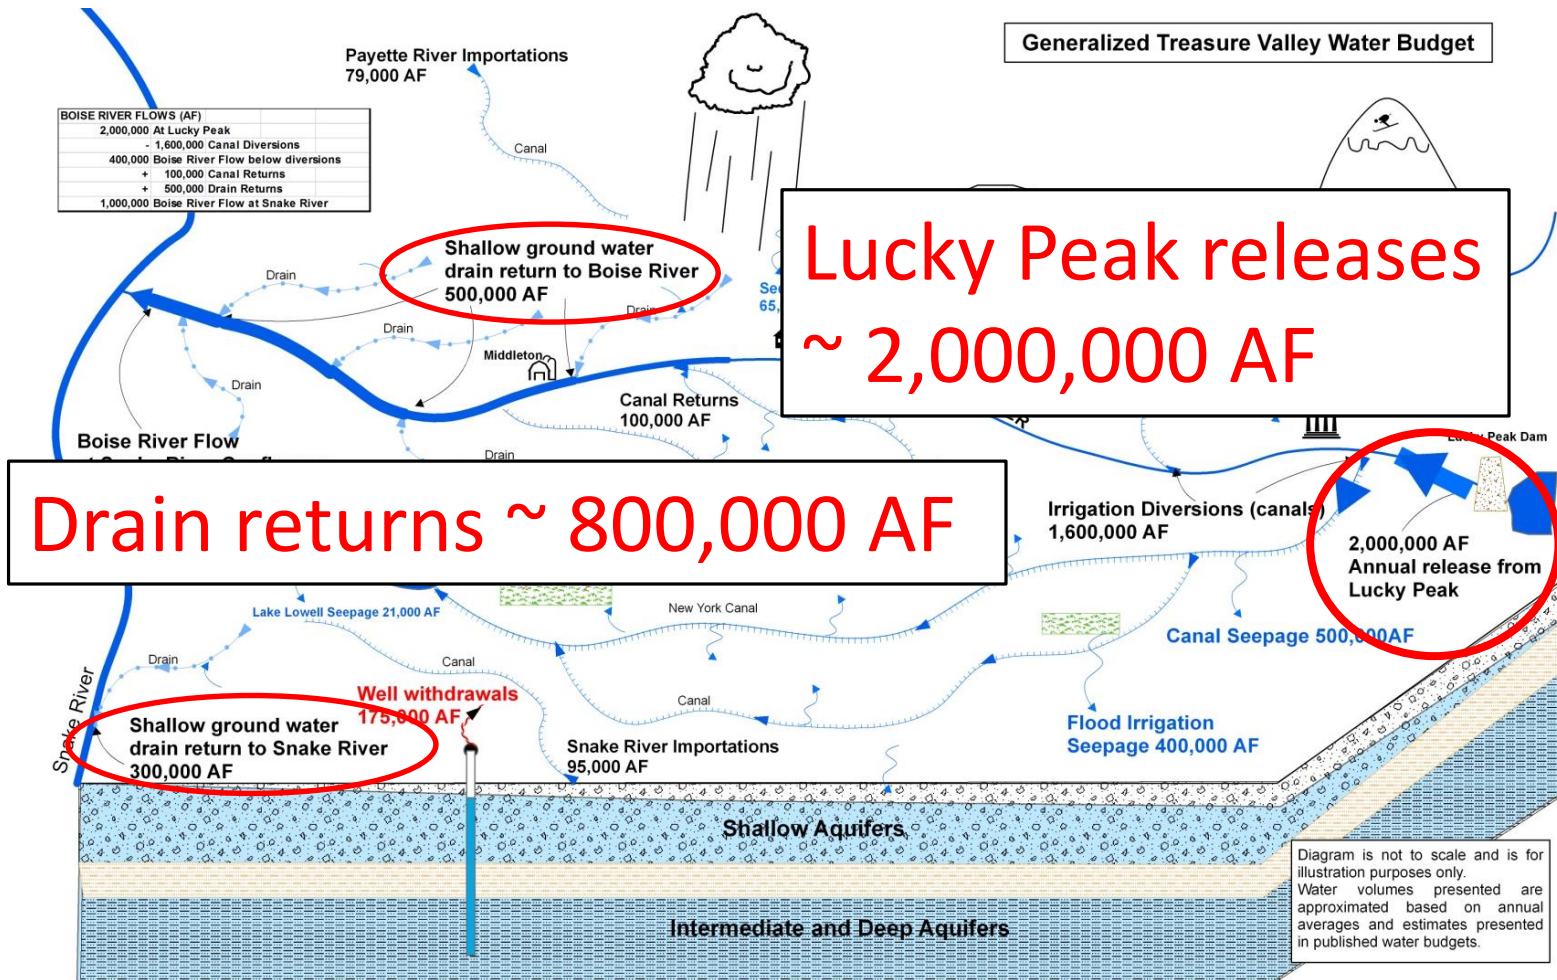 Generalized Treasure Valley Water Budget
Payette River Importations
79,000 AF
Canal
BOISE RIVER FLOWS (AF)
2,000,000 At Lucky Peak
- 1,600,000 Canal Diversions
400,000 Boise River Flow below diversions
+ 100,000 Canal Returns
+ 500,000 Drain Returns
1,000,000 Boise River Flow at Snake River
Lucky Peak releases
~ 2,000,000 AF
Shallow ground water
drain return to Boise River
500,000 AF
Drain
Drain
Drain
Drain
Middleton
Canal Returns
100,000 AF
65,
Boise River Flow
Drain
Lucky Peak Dam
Drain returns ~ 800,000 AF
Irrigation Diversions (canals)
1,600,000 AF
2,000,000 AF
Annual release from
Lucky Peak
Lake Lowell Seepage 21,000 AF
New York Canal
Canal Seepage 500,000AF
Drain
Canal
Canal
Snake River
Well withdrawals
175,000 AF
Shallow ground water
drain return to Snake River
300,000 AF
Snake River Importations
95,000 AF
Flood Irrigation
Seepage 400,000 AF
Shallow Aquifers
Intermediate and Deep Aquifers
Diagram is not to scale and is for
illustration purposes only.
Water volumes presented are
approximated based on annual
averages and estimates presented
in published water budgets.